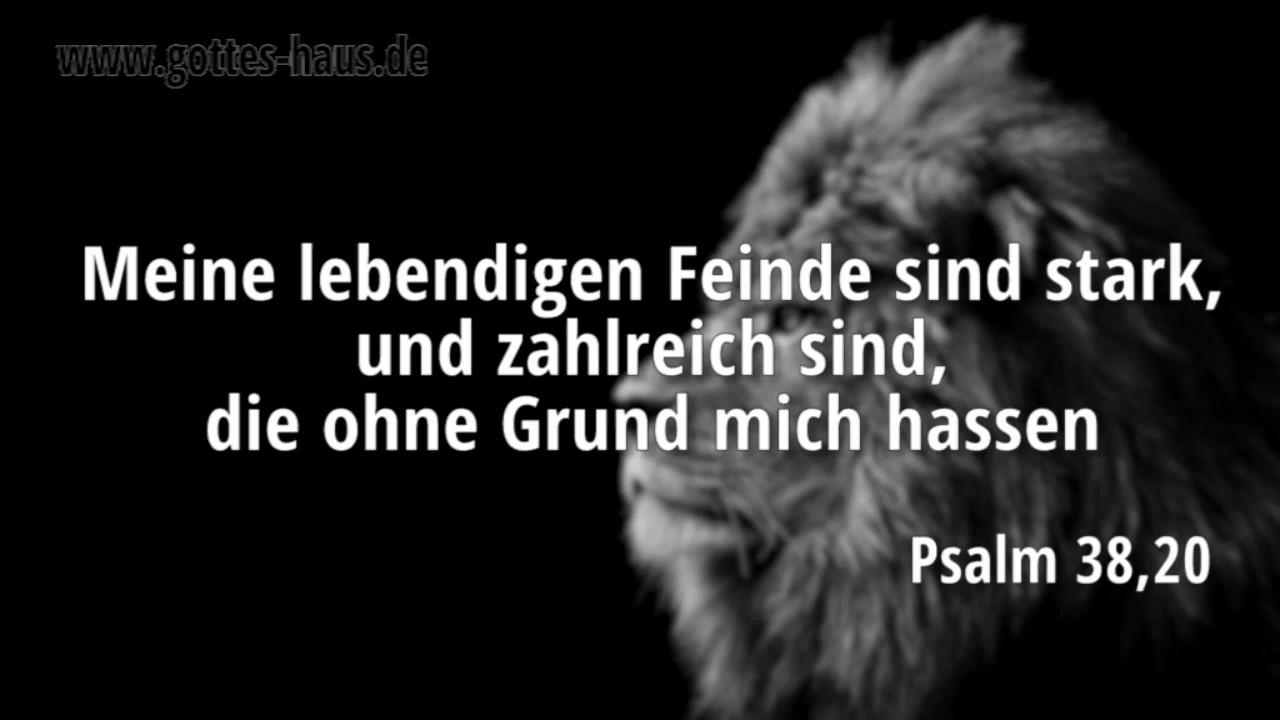 www.gottes-haus.de
Meine lebendigen Feinde sind stark,
und zahlreich sind,
die ohne Grund mich hassen
Psalm 38,20